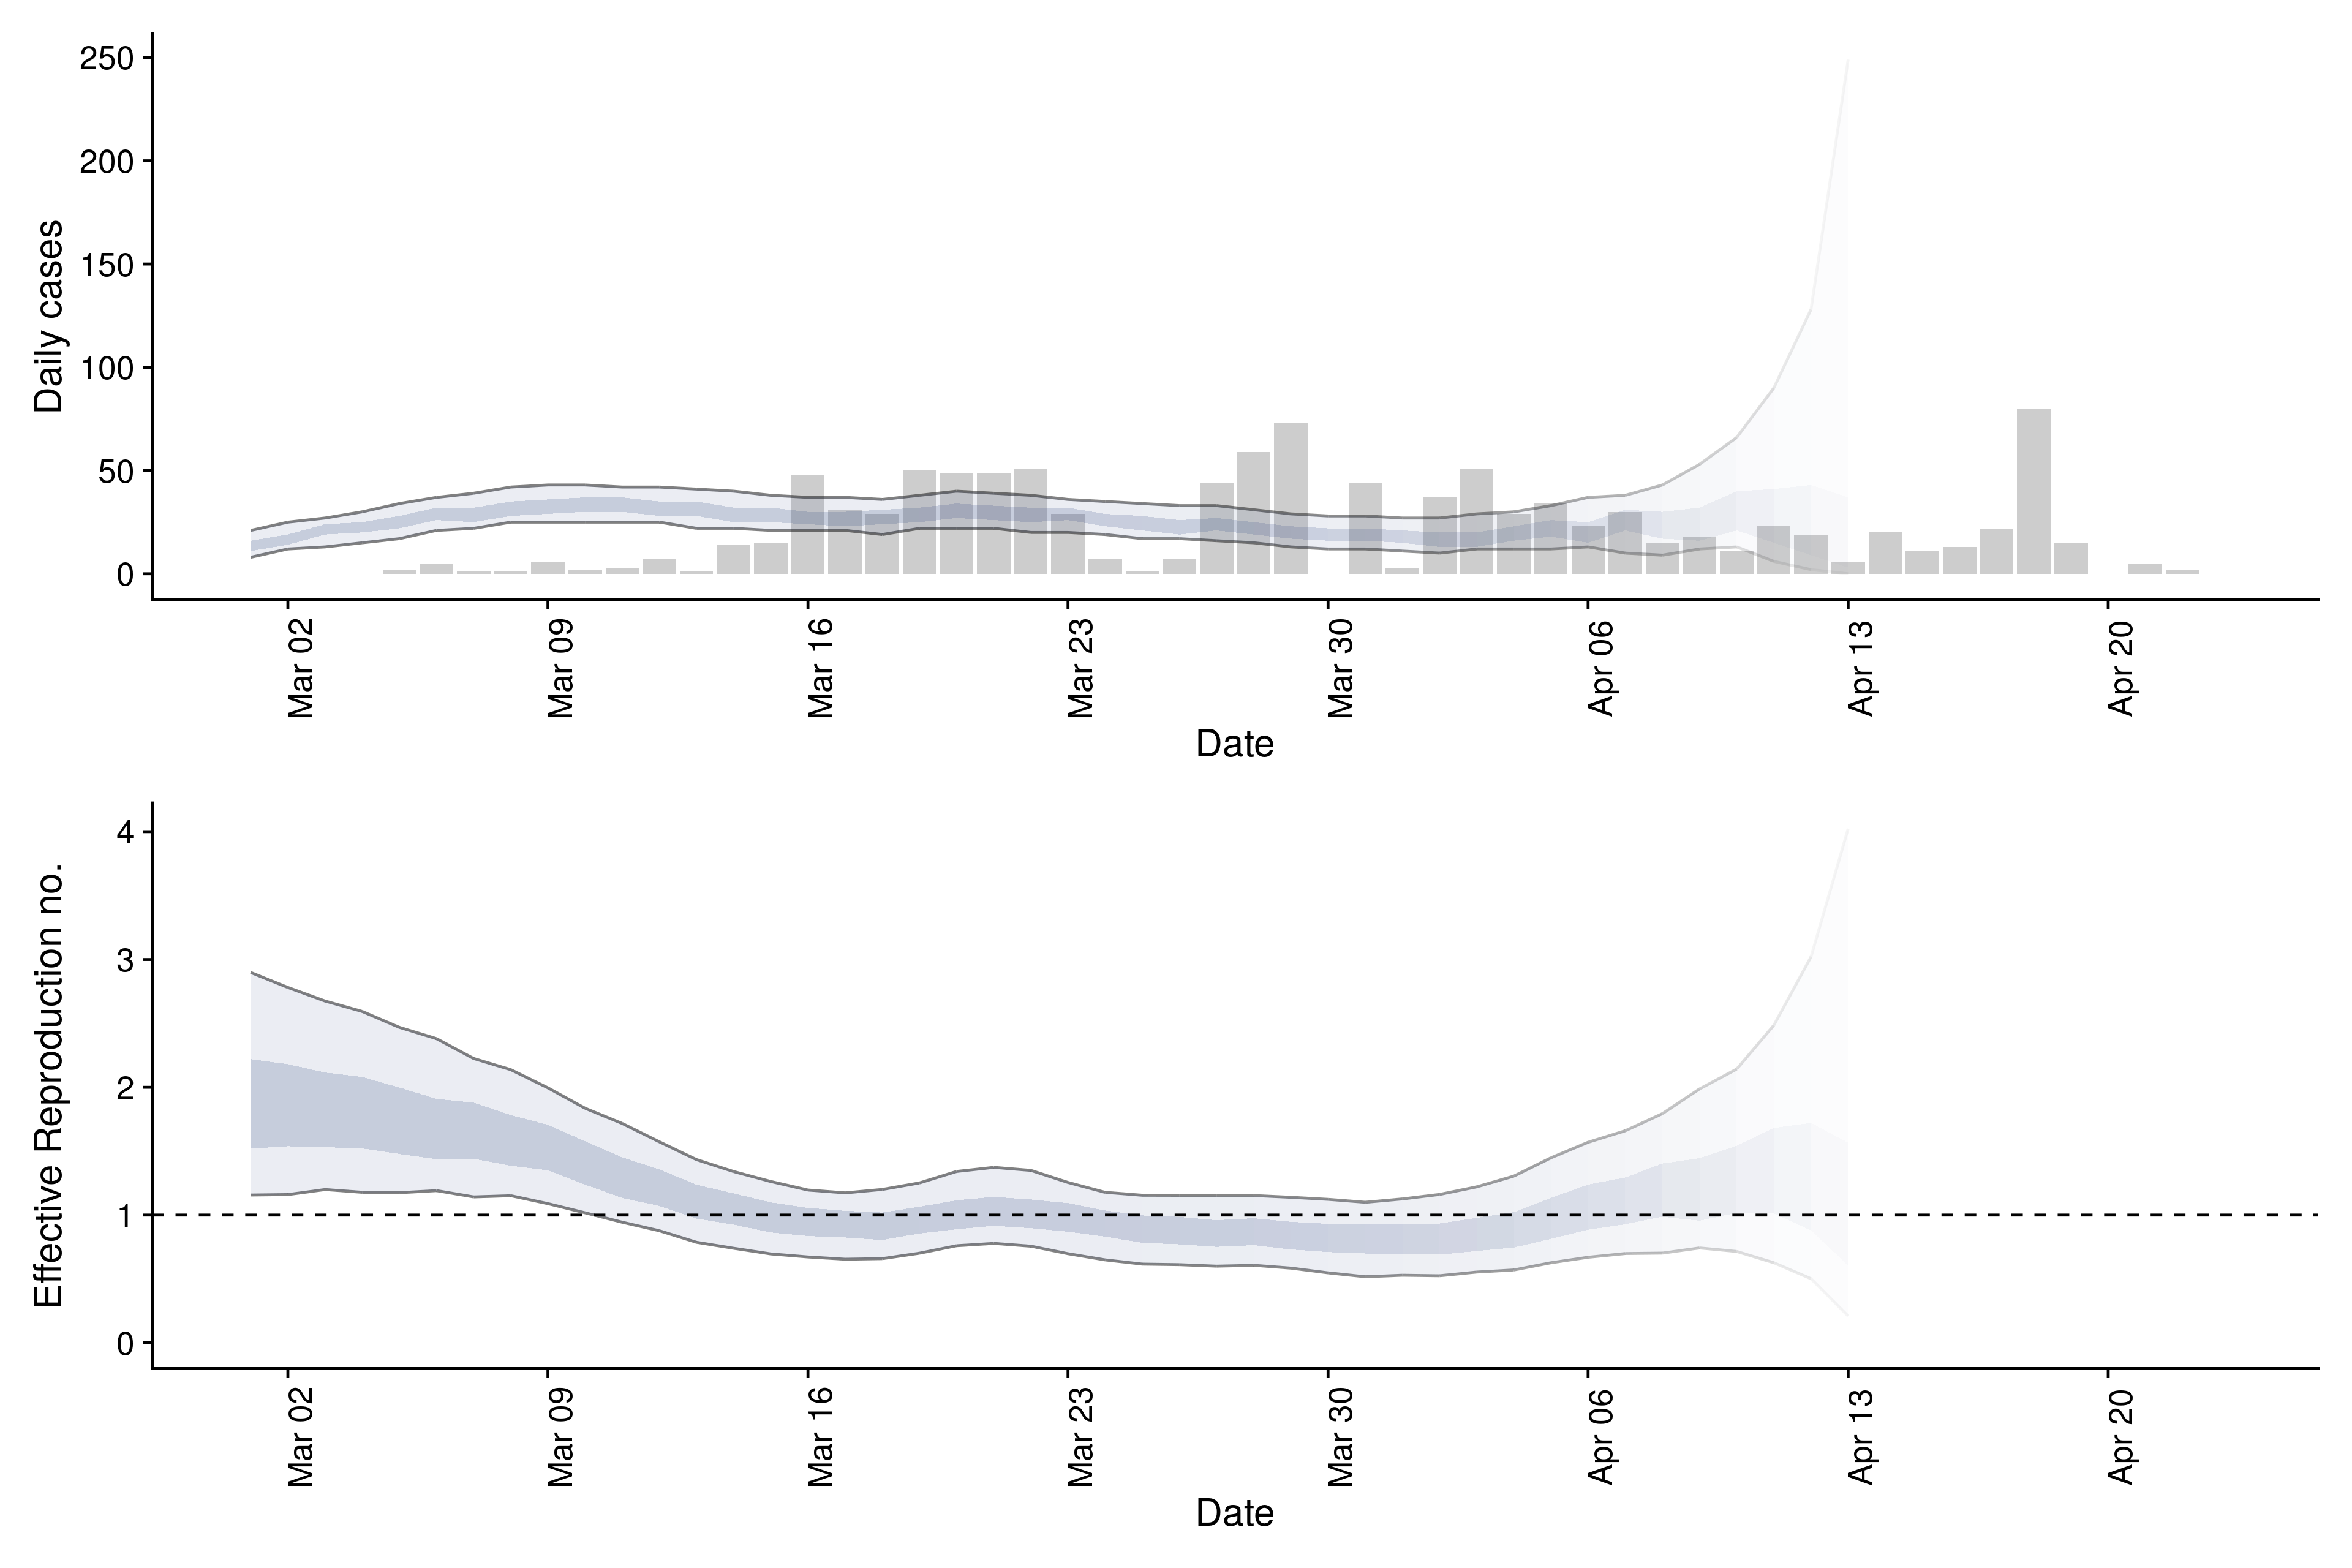 Daily cases
250
200
150
100
50
0
Mar 02
Mar 09
Mar 16
Mar 23
Mar 30
Apr 06
Apr 13
Apr 20
Date
Effective Reproduction no.
4
3
2
1
0
Mar 02
Mar 09
Mar 16
Mar 23
Mar 30
Apr 06
Apr 13
Apr 20
Date